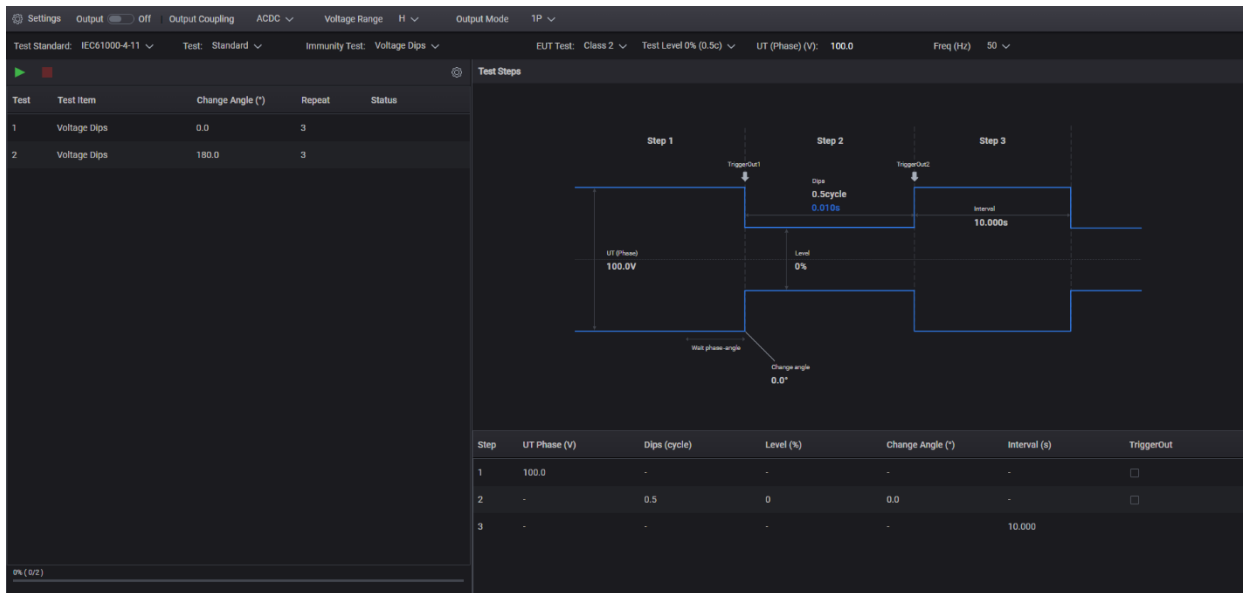 Settings Output Off Output Coupling ACDC Voltage Range H Output Mode 1P
Test Standard: IEC61000-4-11 Test: Standard Immunity Test: Voltage Dips EUT Test: Class 2 Test Level 0% (0.5c) UT (Phase) (V): 100.0 Freq (Hz) 50
Test Steps
Test Test Item Change Angle (°) Repeat Status
1 Voltage Dips 0.0 3
2 Voltage Dips 180.0 3
0% ( 0/2 )
Step 1 Step 2 Step 3
TriggerOut1 TriggerOut2
Dips
0.5cycle
0.010s
Interval
10.000s
UT (Phase)
100.0V
Level
0%
Wait phase-angle
Change angle
0.0°
Step UT Phase (V) Dips (cycle) Level (%) Change Angle (°) Interval (s) TriggerOut
1 100.0 - - - -
2 - 0.5 0 0.0 -
3 - - - - 10.000